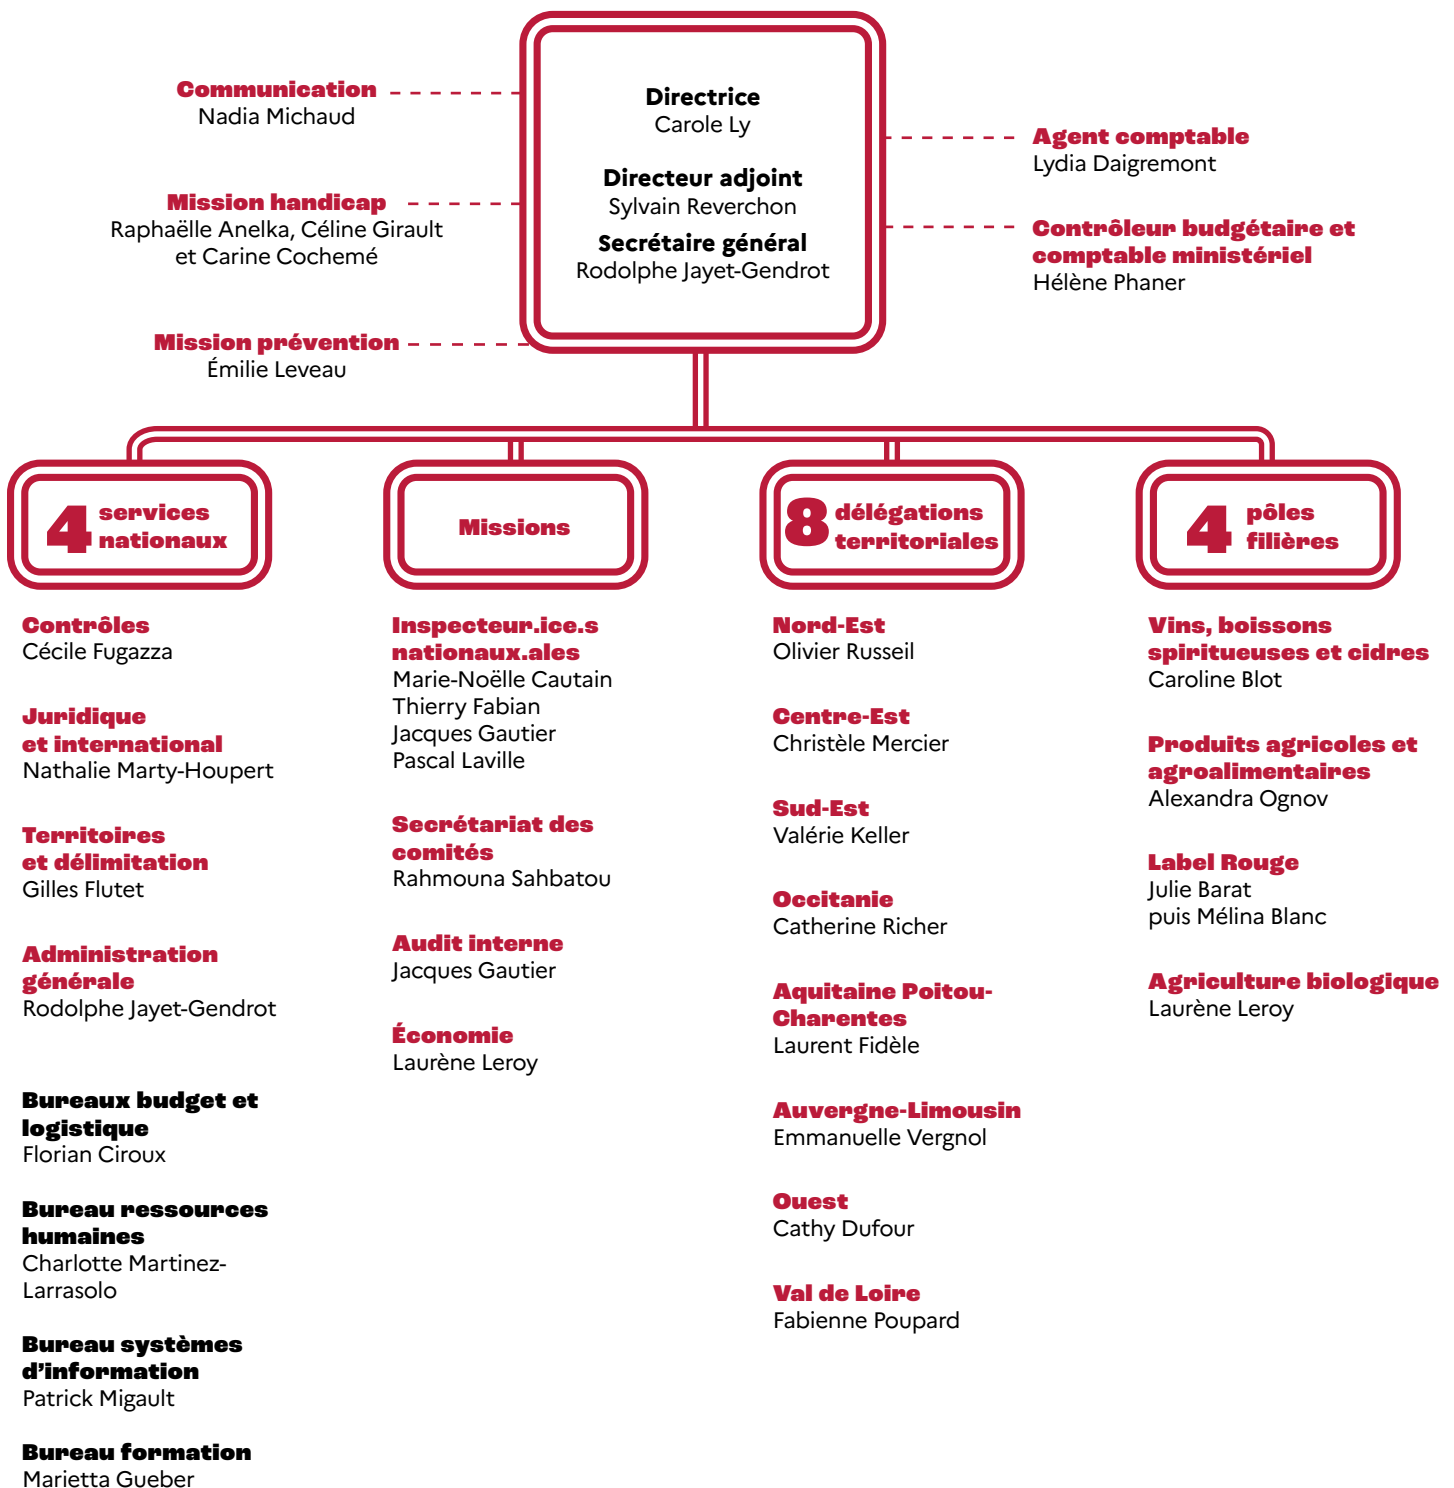 Communication
Nadia Michaud
Mission handicap
Raphaëlle Anelka, Céline Girault
et Carine Cochemé
Mission prévention
Émilie Leveau
Directrice
Carole Ly
Directeur adjoint
Sylvain Reverchon
Secrétaire général
Rodolphe Jayet-Gendrot
Agent comptable
Lydia Daigremont
Contrôleur budgétaire et
comptable ministériel
Hélène Phaner
4 services
nationaux
Contrôles
Cécile Fugazza
Juridique
et international
Nathalie Marty-Houpert
Territoires
et délimitation
Gilles Flutet
Administration
générale
Rodolphe Jayet-Gendrot
Bureaux budget et
logistique
Florian Ciroux
Bureau ressources
humaines
Charlotte Martinez-
Larrasolo
Bureau systèmes
d'information
Patrick Migault
Bureau formation
Marietta Gueber
Missions
Inspecteur.ice.s
nationaux.ales
Marie-Noëlle Cautain
Thierry Fabian
Jacques Gautier
Pascal Laville
Secrétariat des
comités
Rahmouna Sahbatou
Audit interne
Jacques Gautier
Économie
Laurène Leroy
8 délégations
territoriales
Nord-Est
Olivier Russeil
Centre-Est
Christèle Mercier
Sud-Est
Valérie Keller
Occitanie
Catherine Richer
Aquitaine Poitou-
Charentes
Laurent Fidèle
Auvergne-Limousin
Emmanuelle Vergnol
Ouest
Cathy Dufour
Val de Loire
Fabienne Poupard
4 pôles
filières
Vins, boissons
spiritueuses et cidres
Caroline Blot
Produits agricoles et
agroalimentaires
Alexandra Ognov
Label Rouge
Julie Barat
puis Mélina Blanc
Agriculture biologique
Laurène Leroy